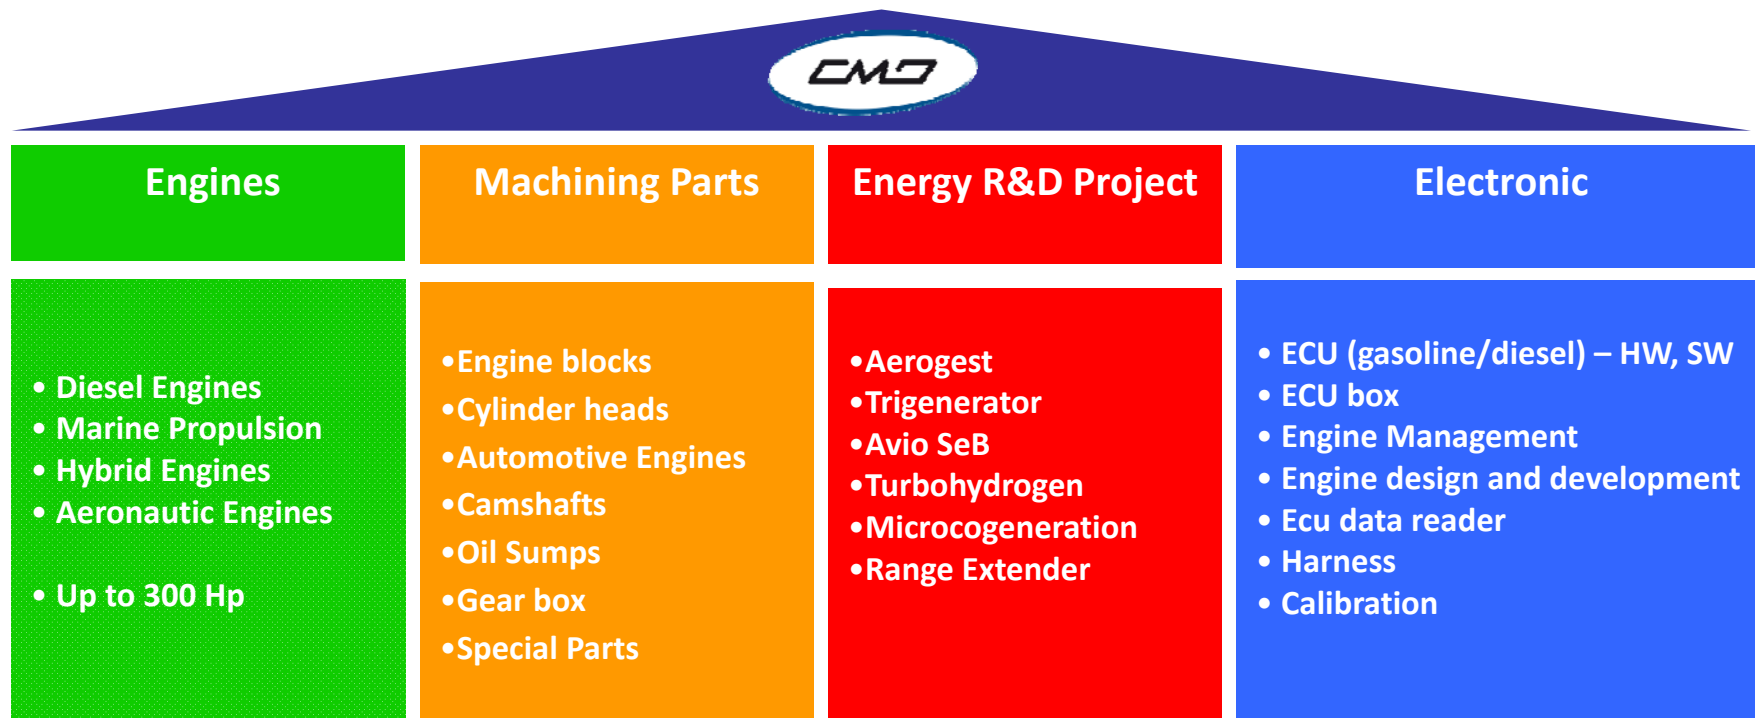 CMD
Engines
Machining Parts
Energy R&D Project
Electronic
• Diesel Engines
• Marine Propulsion
• Hybrid Engines
• Aeronautic Engines
• Up to 300 Hp
•Engine blocks
•Cylinder heads
•Automotive Engines
•Camshafts
•Oil Sumps
•Gear box
•Special Parts
•Aerogest
•Trigenerator
•Avio SeB
•Turbohydrogen
•Microcogeneration
•Range Extender
• ECU (gasoline/diesel) – HW, SW
• ECU box
• Engine Management
• Engine design and development
• Ecu data reader
• Harness
• Calibration